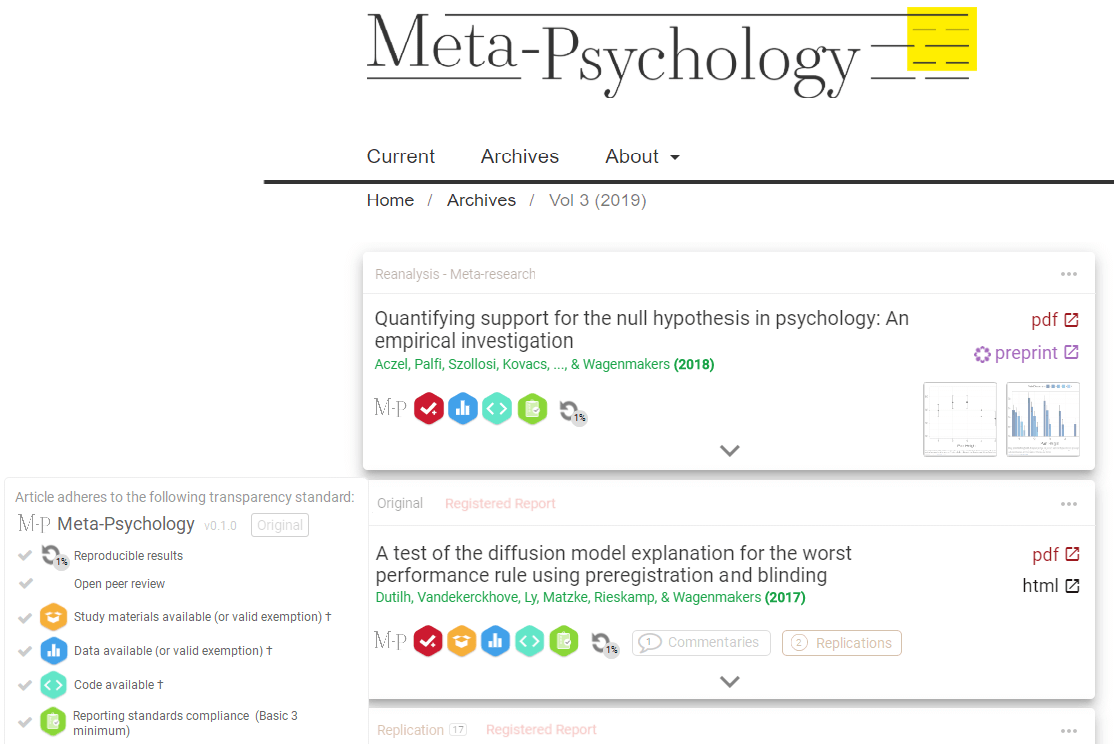 Meta-Psychology
Current Archives About
Home / Archives / Vol 3 (2019)
Reanalysis - Meta-research
Quantifying support for the null hypothesis in psychology: An
empirical investigation
Aczel, Palfi, Szollosi, Kovacs, ..., & Wagenmakers (2018)
pdf
preprint
M-P
1%
Original Registered Report
A test of the diffusion model explanation for the worst
performance rule using preregistration and blinding
Dutilh, Vandekerckhove, Ly, Matzke, Rieskamp, & Wagenmakers (2017)
pdf
html
M-P
1%
1 Commentaries
2 Replications
Replication 17 Registered Report
Article adheres to the following transparency standard:
M-P Meta-Psychology v0.1.0 Original
1% Reproducible results
Open peer review
Study materials available (or valid exemption) †
Data available (or valid exemption) †
Code available †
Reporting standards compliance (Basic 3
minimum)